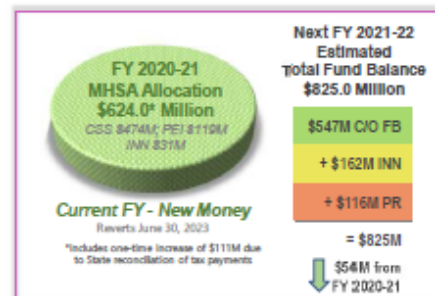 FY 2020-21
MHSA Allocation
$624.0* Million
CSS $474M; PEI $119M
INN $31M
Current FY - New Money
Reverts June 30, 2023
*Includes one-time increase of $111M due
to State reconciliation of tax payments
Next FY 2021-22
Estimated
Total Fund Balance
$825.0 Million
$547M C/O FB
+ $162M INN
+ $116M PR
= $825M
$54M from
FY 2020-21